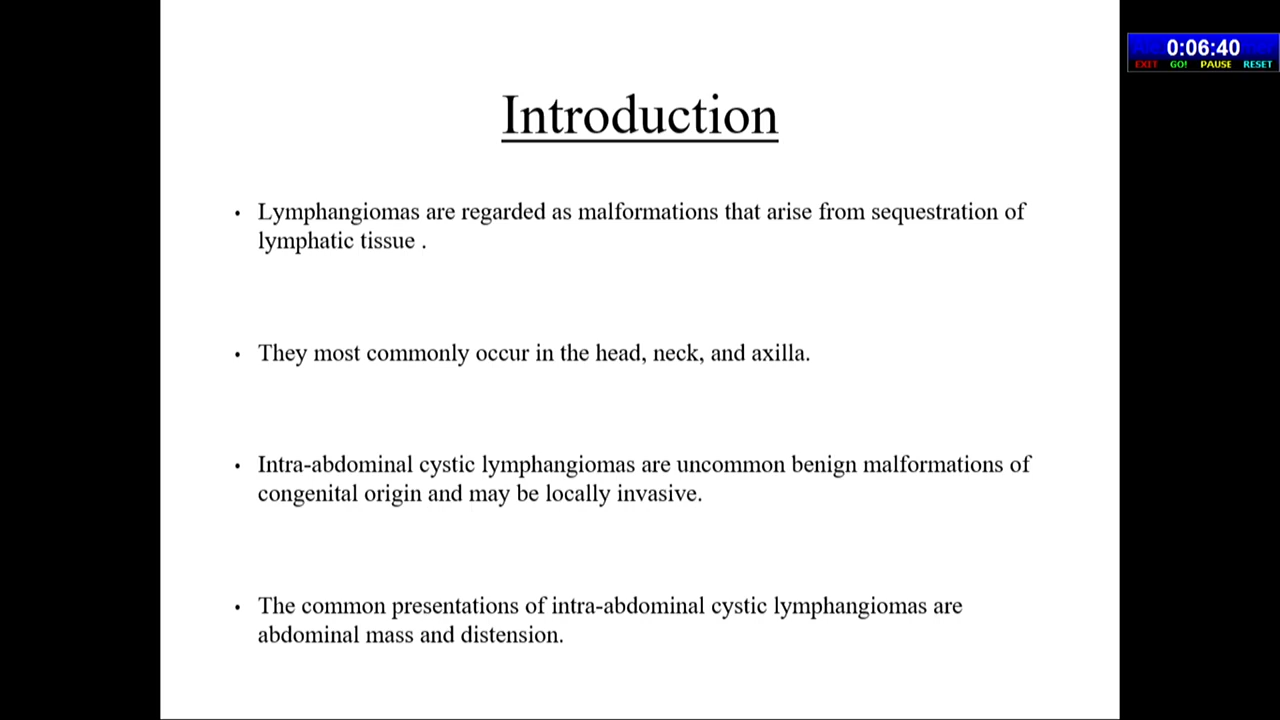 0:06:40
EXIT GO! PAUSE RESET
Introduction
• Lymphangiomas are regarded as malformations that arise from sequestration of
lymphatic tissue .
• They most commonly occur in the head, neck, and axilla.
• Intra-abdominal cystic lymphangiomas are uncommon benign malformations of
congenital origin and may be locally invasive.
• The common presentations of intra-abdominal cystic lymphangiomas are
abdominal mass and distension.